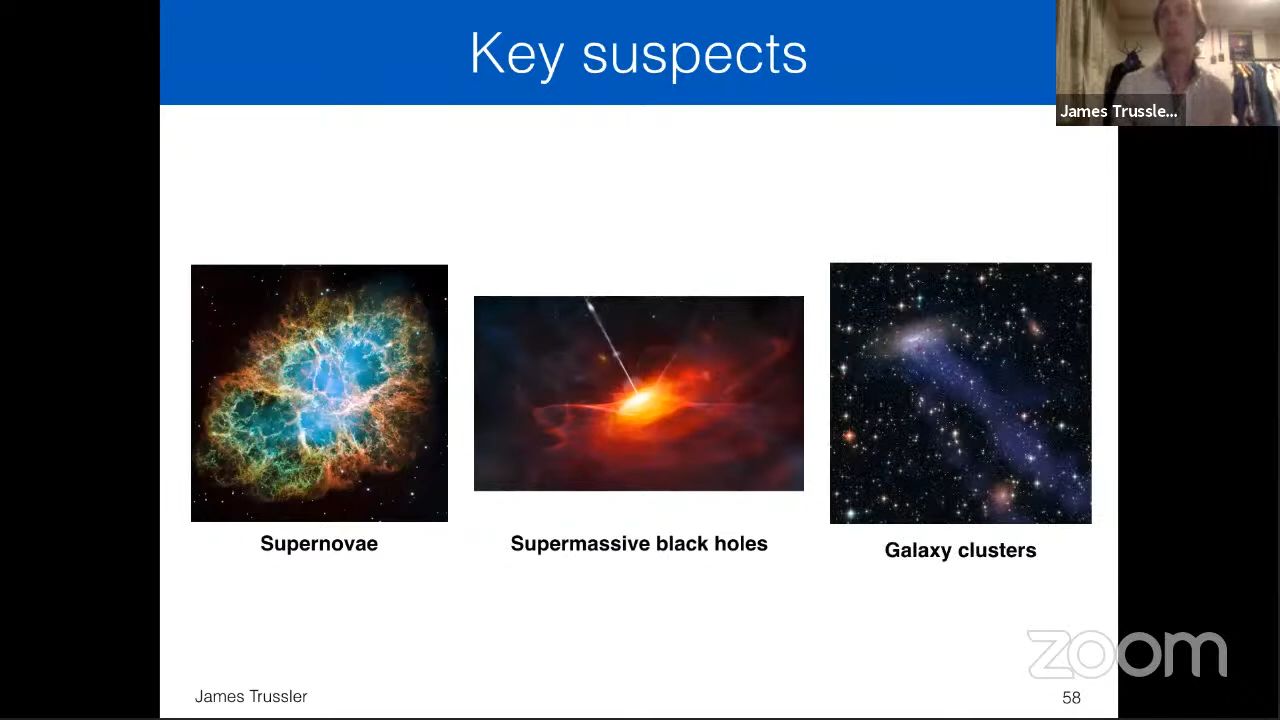 Key suspects
James Trussle...
Supernovae
Supermassive black holes
Galaxy clusters
zoom
James Trussler
58